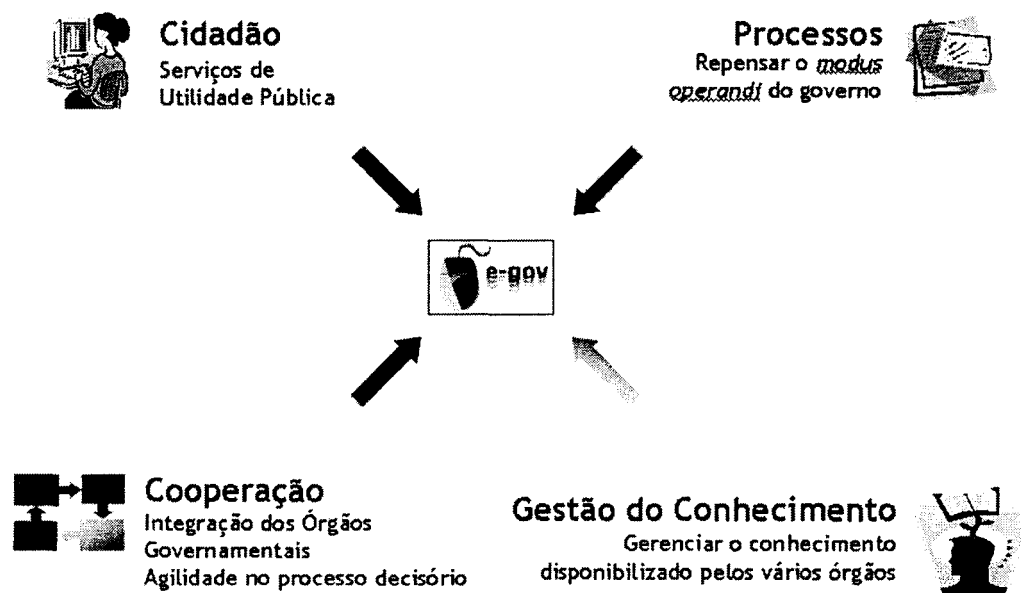 Cidadão
Serviços de
Utilidade Pública
Processos
Repensar o modus
operandi do governo
e-gov
Cooperação
Integração dos Órgãos
Governamentais
Agilidade no processo decisório
Gestão do Conhecimento
Gerenciar o conhecimento
disponibilizado pelos vários órgãos